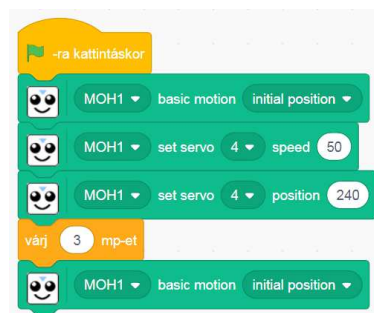 -ra kattintáskor
MOH1 basic motion initial position
MOH1 set servo 4 speed 50
MOH1 set servo 4 position 240
várj 3 mp-et
MOH1 basic motion initial position